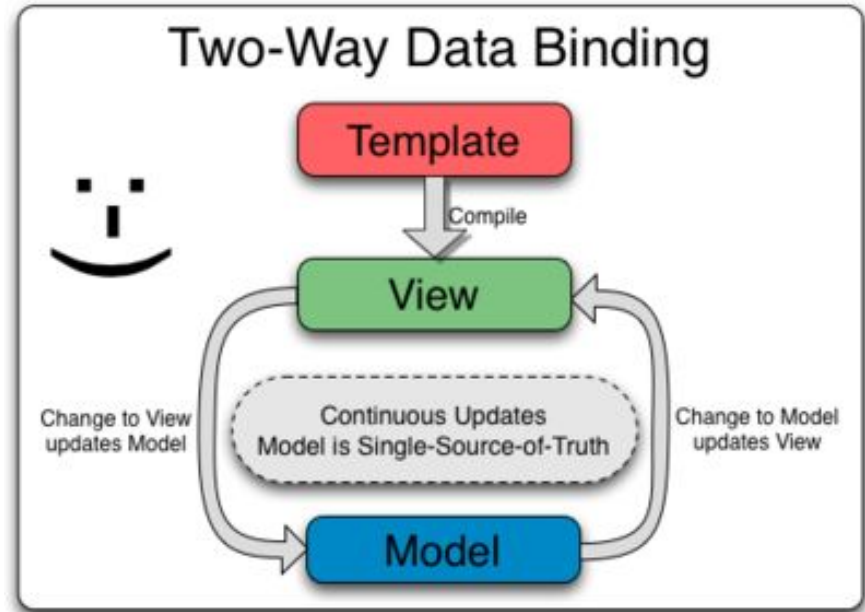 Two-Way Data Binding
Template
Compile
View
Change to View
updates Model
Continuous Updates
Model is Single-Source-of-Truth
Change to Model
updates View
Model